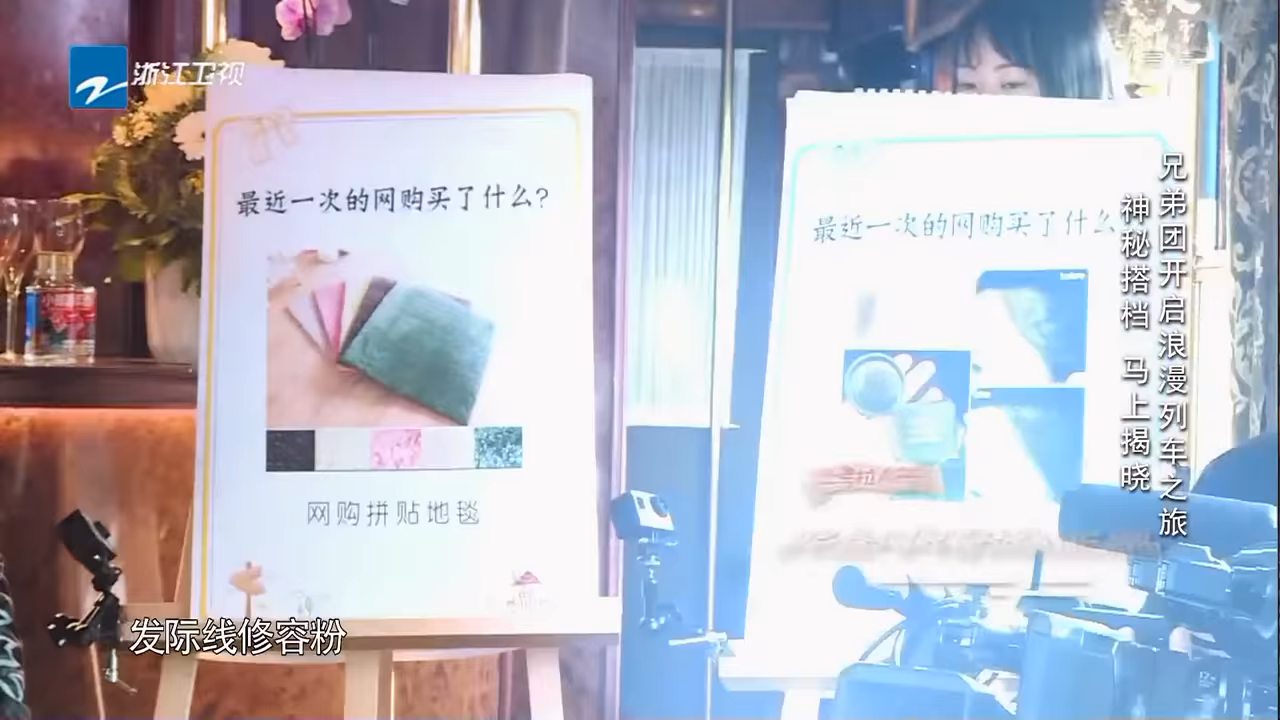 浙江卫视
最近一次的网购买了什么?
网购拼贴地毯
最近一次的网购买了什么
before
兄弟团开启浪漫列车之旅
神秘搭档 马上揭晓
发际线修容粉